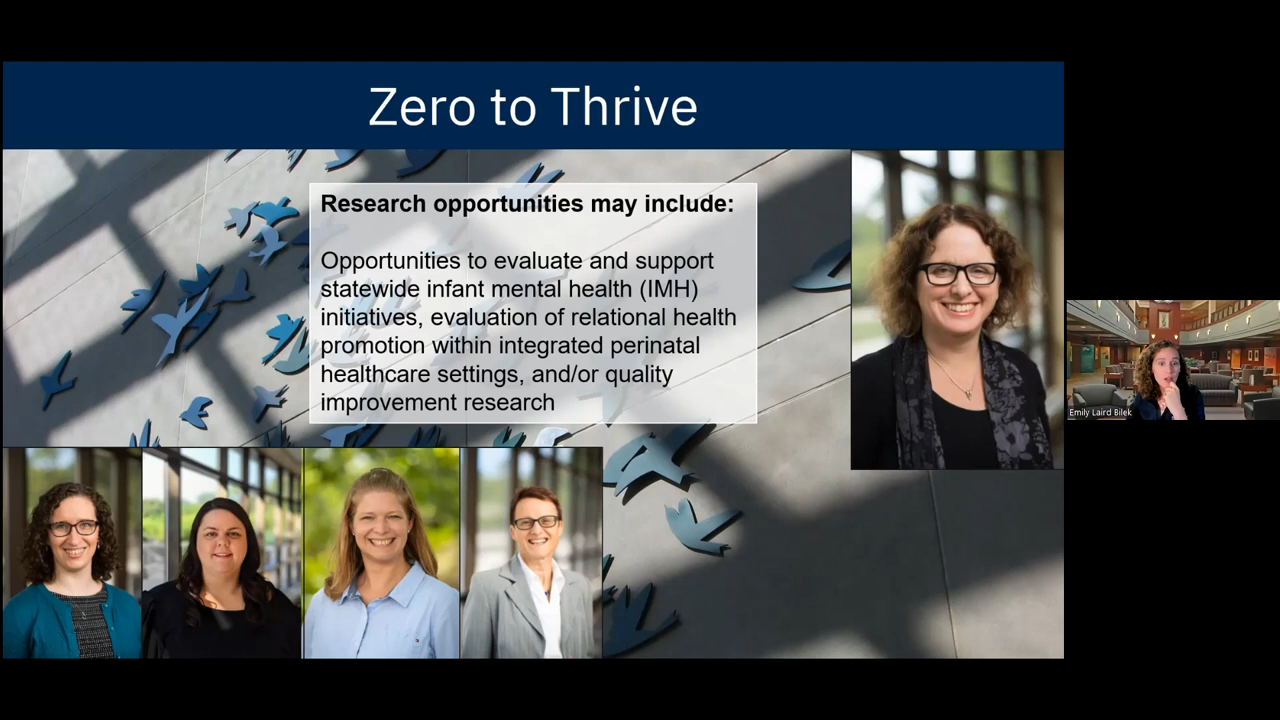 Zero to Thrive
Research opportunities may include:
Opportunities to evaluate and support
statewide infant mental health (IMH)
initiatives, evaluation of relational health
promotion within integrated perinatal
healthcare settings, and/or quality
improvement research
Emily Laird Bilek